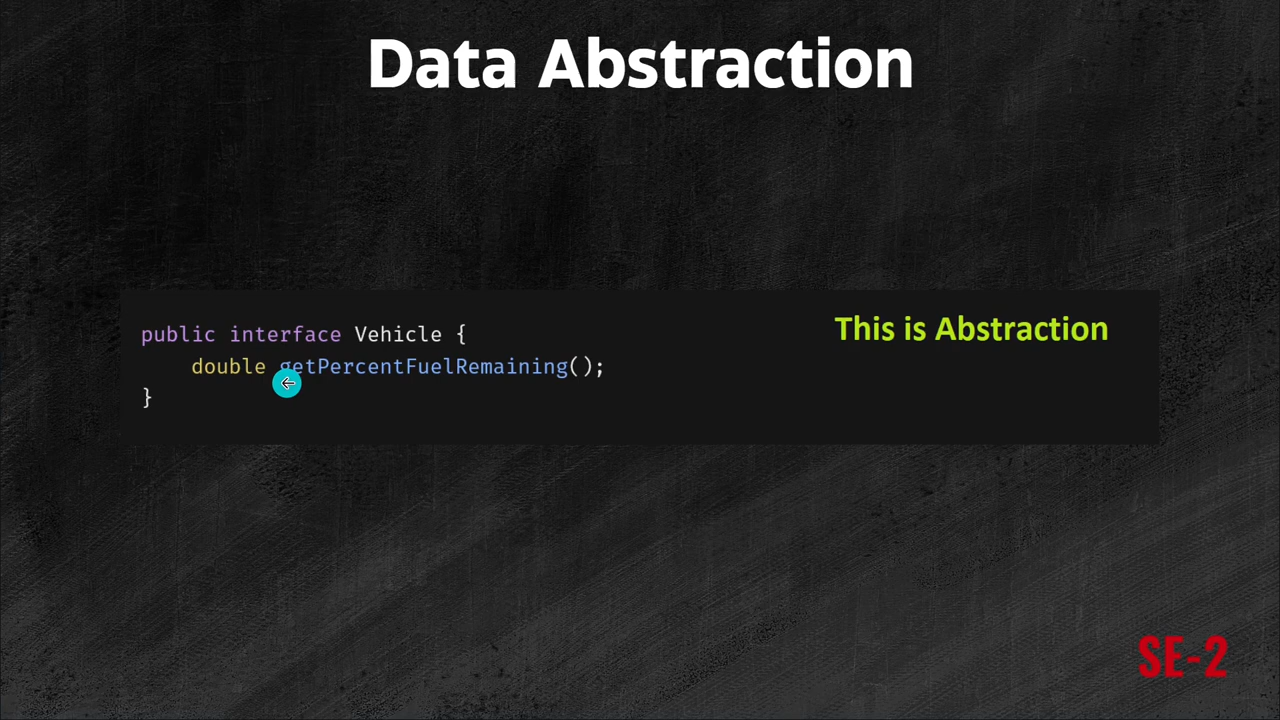 Data Abstraction
public interface Vehicle {
This is Abstraction
double getPercentFuelRemaining();
}
SE-2